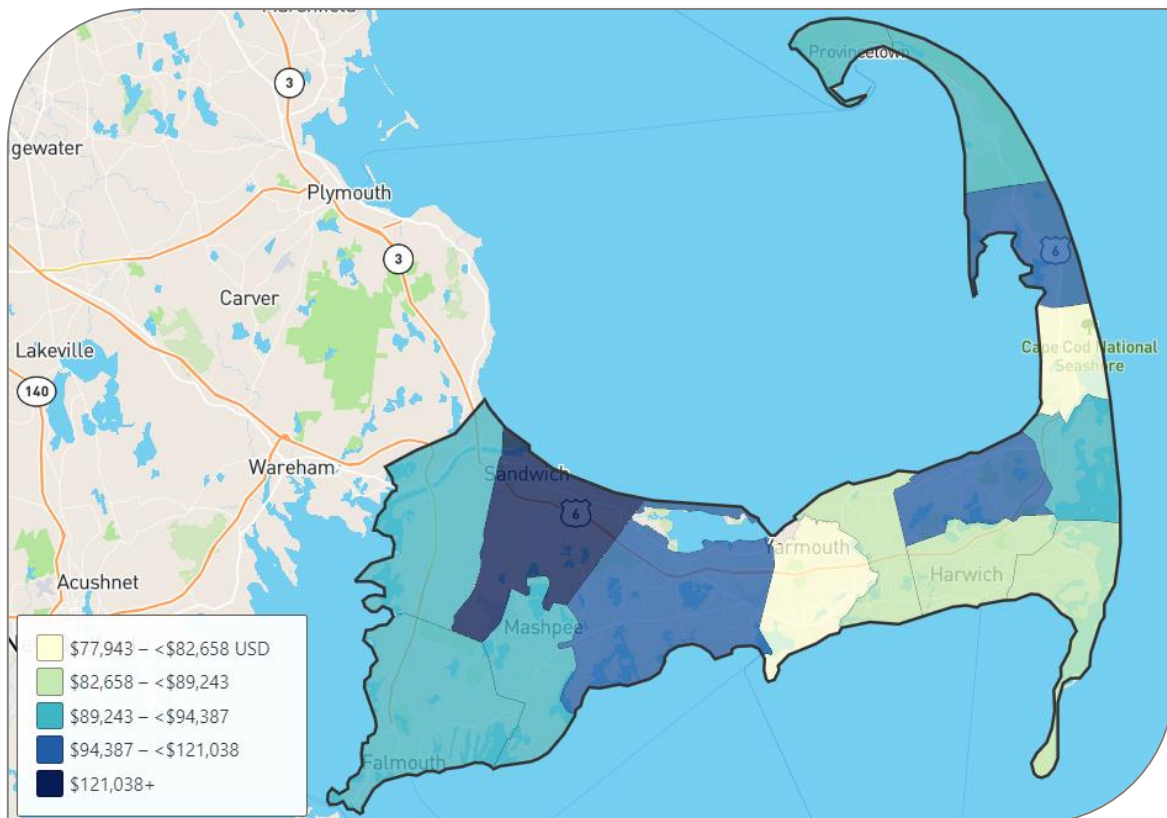 Provincetown
3
gewater
Plymouth
3
6
Carver
Lakeville
Cape Cod National
Seashore
140
Wareham
Sandwich
6
Yarmouth
Acushnet
Harwich
Mashpee
Falmouth
$77,943 – <$82,658 USD
$82,658 – <$89,243
$89,243 – <$94,387
$94,387 – <$121,038
$121,038+